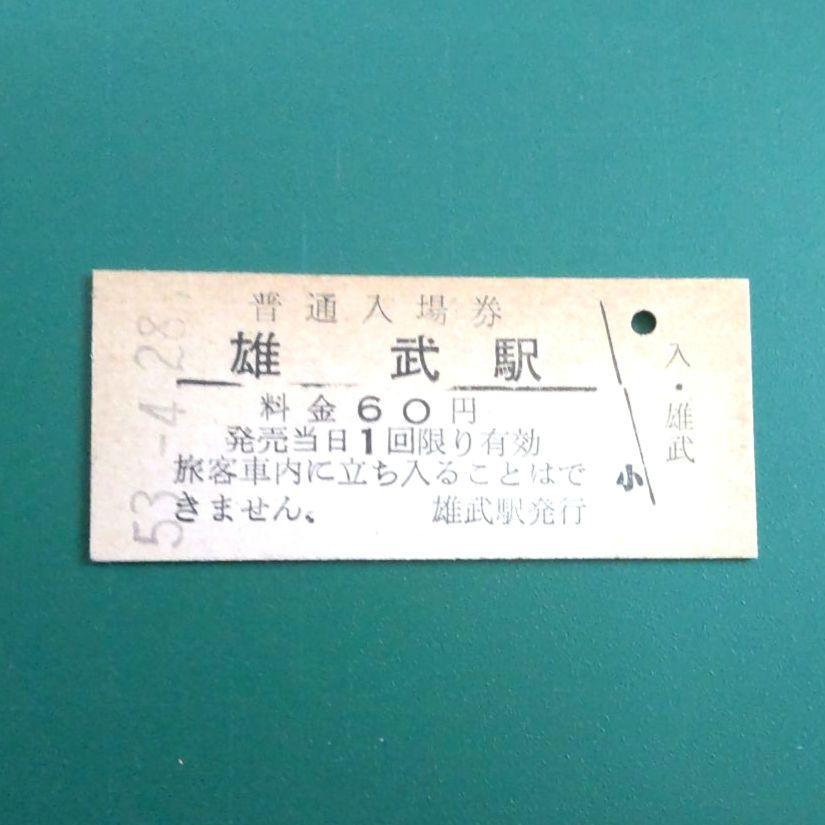 普通入場券
雄武駅
料金60円
発売当日1回限り有効
旅客車内に立ち入ることはで
きません。 雄武駅発行
小
入・雄武
53.-4.28